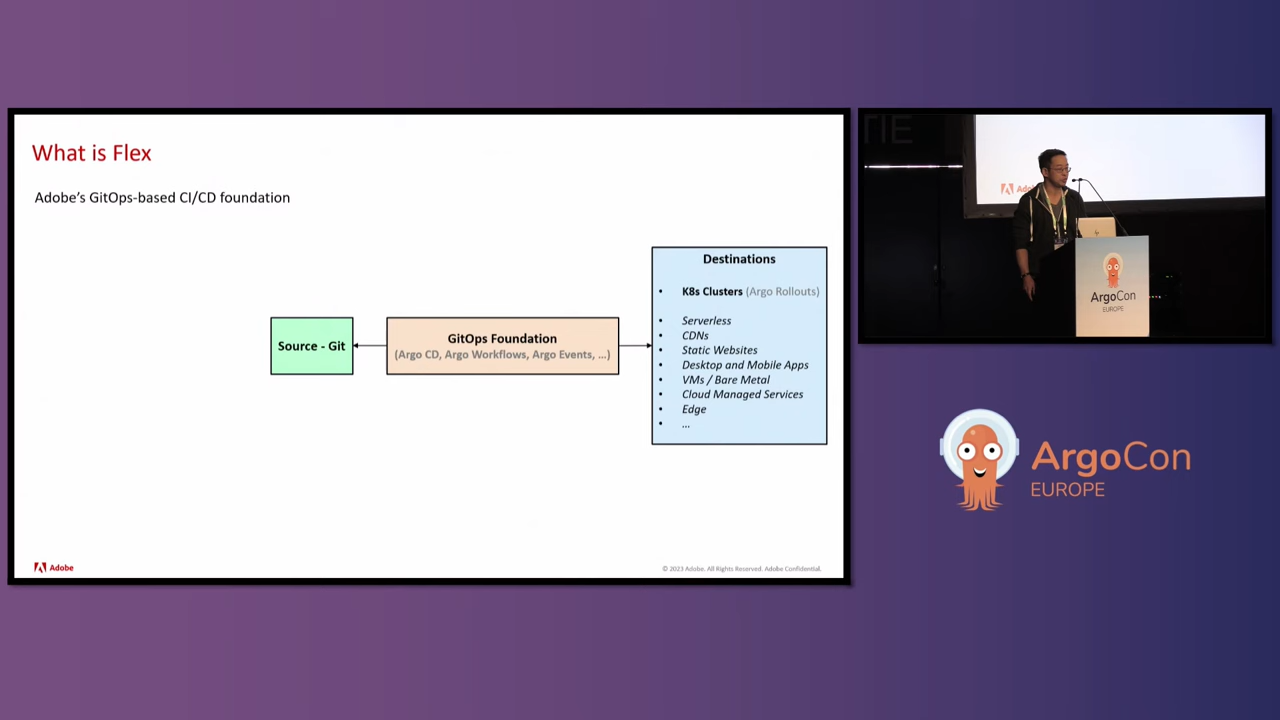 What is Flex
Adobe's GitOps-based CI/CD foundation
Source - Git
GitOps Foundation
(Argo CD, Argo Workflows, Argo Events, ...)
Destinations
• K8s Clusters (Argo Rollouts)
• Serverless
• CDNs
• Static Websites
• Desktop and Mobile Apps
• VMs / Bare Metal
• Cloud Managed Services
• Edge
• ...
Adobe
© 2023 Adobe. All Rights Reserved. Adobe Confidential.
TIE
ArgoCon
EUROPE
ArgoCon
EUROPE